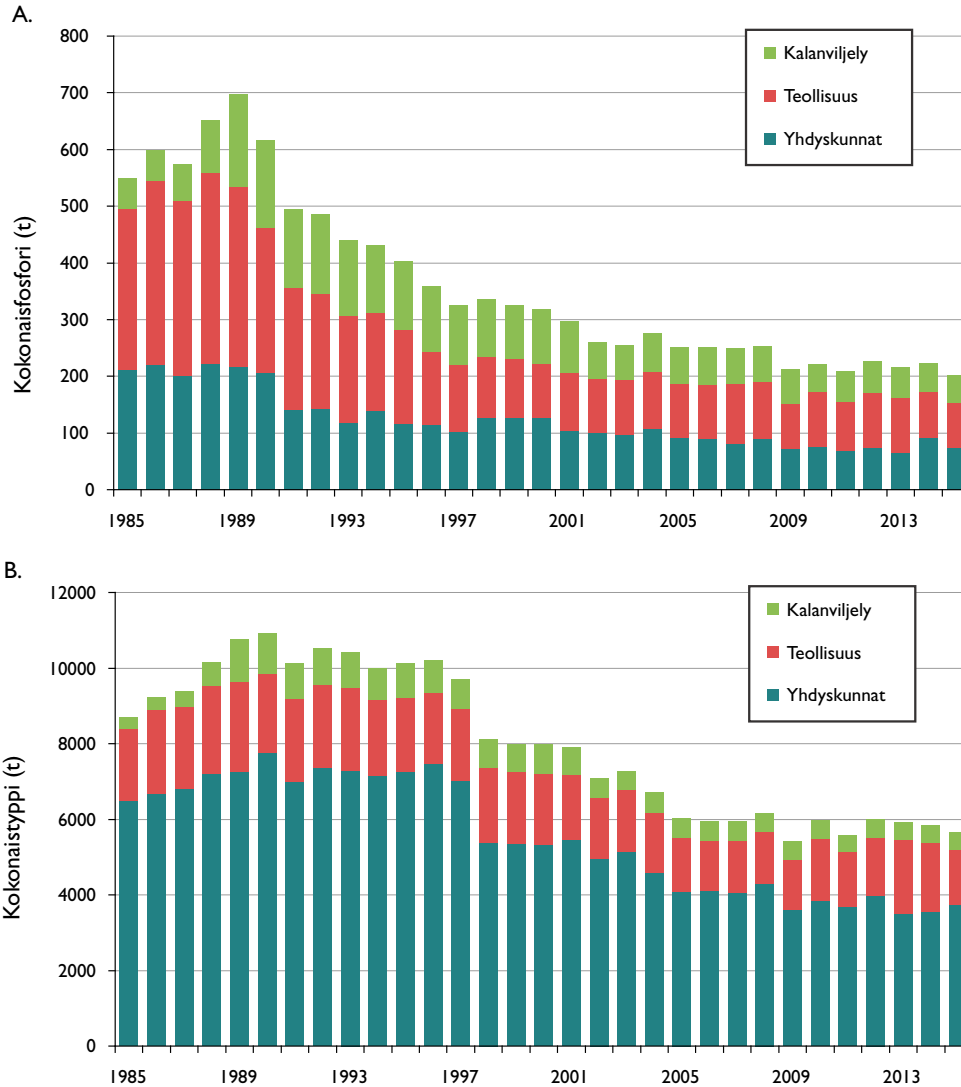 A.
Kokonaisfosfori (t)
800
700
600
500
400
300
200
100
0
Kalanviljely
Teollisuus
Yhdyskunnat
1985 1989 1993 1997 2001 2005 2009 2013
B.
Kokonaistyppi (t)
12000
10000
8000
6000
4000
2000
0
Kalanviljely
Teollisuus
Yhdyskunnat
1985 1989 1993 1997 2001 2005 2009 2013